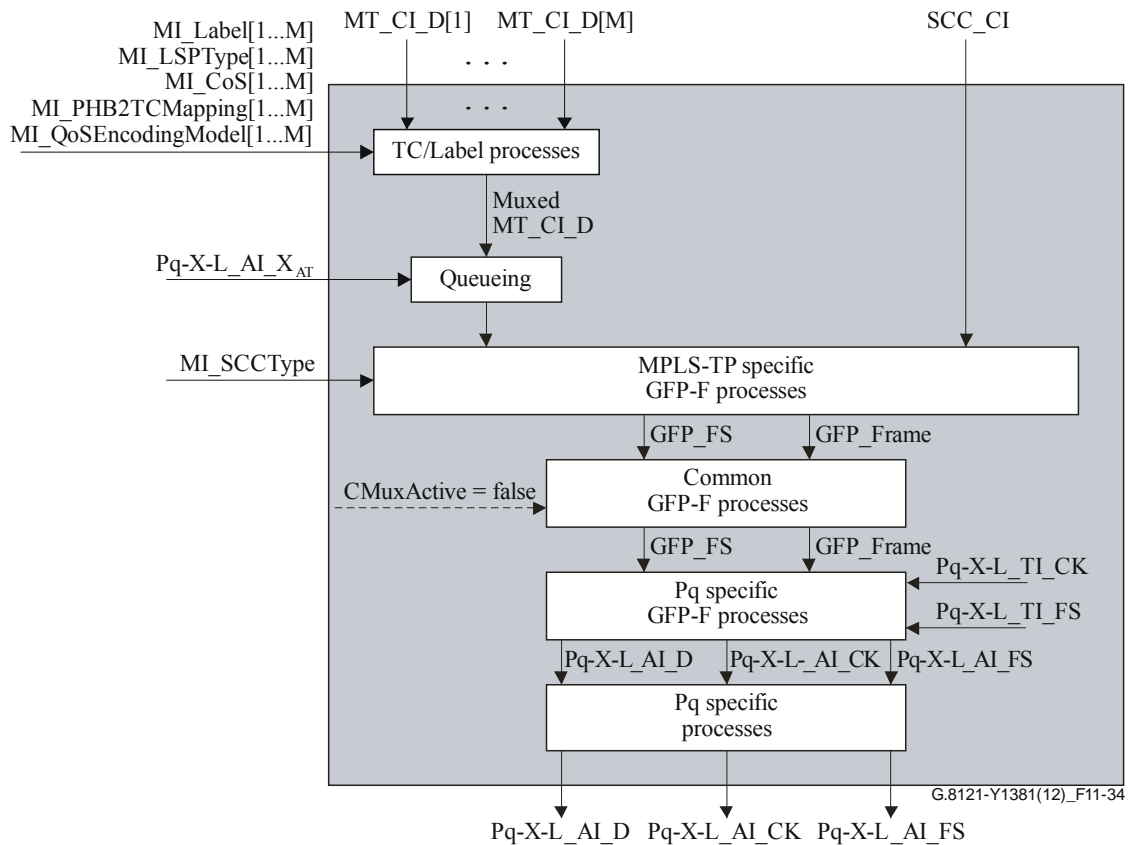 MI_Label[1...M]
MI_LSPType[1...M]
MI_CoS[1...M]
MI_PHB2TCMapping[1...M]
MI_QoSEncodingModel[1...M]
MT_CI_D[1]
MT_CI_D[M]
SCC_CI
. . .
. . .
TC/Label processes
Muxed
MT_CI_D
Pq-X-L_AI_X_AT
Queueing
MI_SCCType
MPLS-TP specific
GFP-F processes
GFP_FS
GFP_Frame
CMuxActive = false
Common
GFP-F processes
GFP_FS
GFP_Frame
Pq-X-L_TI_CK
Pq specific
GFP-F processes
Pq-X-L_TI_FS
Pq-X-L_AI_D
Pq-X-L-_AI_CK
Pq-X-L_AI_FS
Pq specific
processes
G.8121-Y1381(12)_F11-34
Pq-X-L_AI_D
Pq-X-L_AI_CK
Pq-X-L_AI_FS